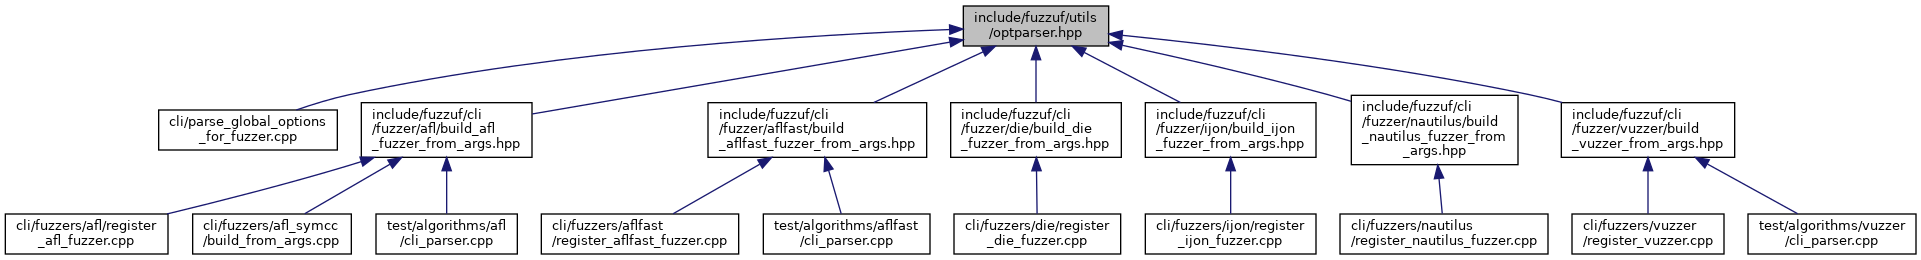 include/fuzzuf/utils
/optparser.hpp
cli/parse_global_options
_for_fuzzer.cpp
include/fuzzuf/cli
/fuzzer/afl/build_afl
_fuzzer_from_args.hpp
include/fuzzuf/cli
/fuzzer/aflfast/build
_aflfast_fuzzer_from_args.hpp
include/fuzzuf/cli
/fuzzer/die/build_die
_fuzzer_from_args.hpp
include/fuzzuf/cli
/fuzzer/ijon/build_ijon
_fuzzer_from_args.hpp
include/fuzzuf/cli
/fuzzer/nautilus/build
_nautilus_fuzzer_from
_args.hpp
include/fuzzuf/cli
/fuzzer/vuzzer/build
_vuzzer_from_args.hpp
cli/fuzzers/afl/register
_afl_fuzzer.cpp
cli/fuzzers/afl_symcc
/build_from_args.cpp
test/algorithms/afl
/cli_parser.cpp
cli/fuzzers/aflfast
/register_aflfast_fuzzer.cpp
test/algorithms/aflfast
/cli_parser.cpp
cli/fuzzers/die/register
_die_fuzzer.cpp
cli/fuzzers/ijon/register
_ijon_fuzzer.cpp
cli/fuzzers/nautilus
/register_nautilus_fuzzer.cpp
cli/fuzzers/vuzzer
/register_vuzzer.cpp
test/algorithms/vuzzer
/cli_parser.cpp